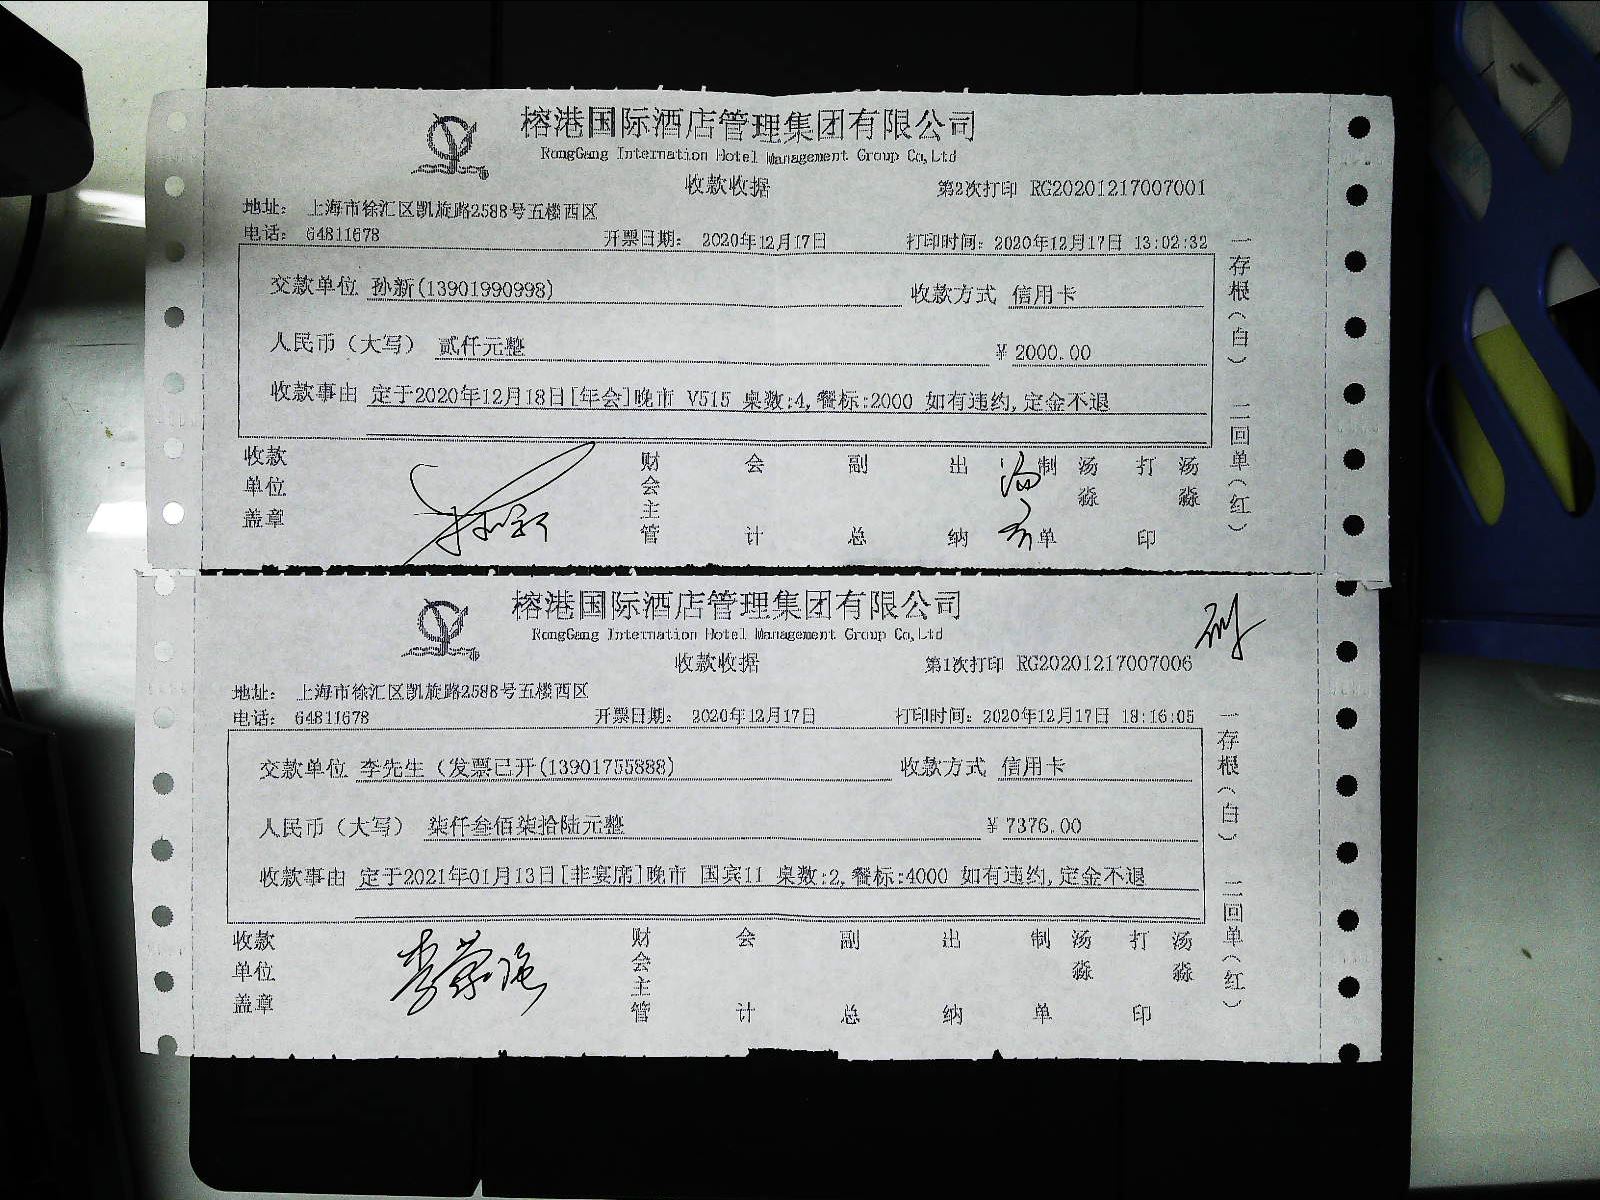 榕港国际酒店管理集团有限公司
RongGang Internation Hotel Management Group Co,Ltd
收款收据 第2次打印 RG20201217007001
地址: 上海市徐汇区凯旋路2588号五楼西区
电话: 64811678 开票日期: 2020年12月17日 打印时间: 2020年12月17日 13:02:32
交款单位 孙新(13901990998) 收款方式 信用卡
人民币(大写) 贰仟元整 ¥ 2000.00
收款事由 定于2020年12月18日[年会]晚市 V515 桌数:4,餐标:2000 如有违约,定金不退
收款单位盖章 孙新 财会主管 会计 副总 出纳 制单 汤淼 打印 汤淼
一存根(白) 二回单(红)
榕港国际酒店管理集团有限公司
RongGang Internation Hotel Management Group Co,Ltd
收款收据 第1次打印 RG20201217007006
地址: 上海市徐汇区凯旋路2588号五楼西区
电话: 64811678 开票日期: 2020年12月17日 打印时间: 2020年12月17日 18:16:05
交款单位 李先生(发票已开(13901755888) 收款方式 信用卡
人民币(大写) 柒仟叁佰柒拾陆元整 ¥ 7376.00
收款事由 定于2021年01月13日[非宴席]晚市 国宾11 桌数:2,餐标:4000 如有违约,定金不退
收款单位盖章 财会主管 会计 副总 出纳 制单 汤淼 打印 汤淼
一存根(白) 二回单(红)